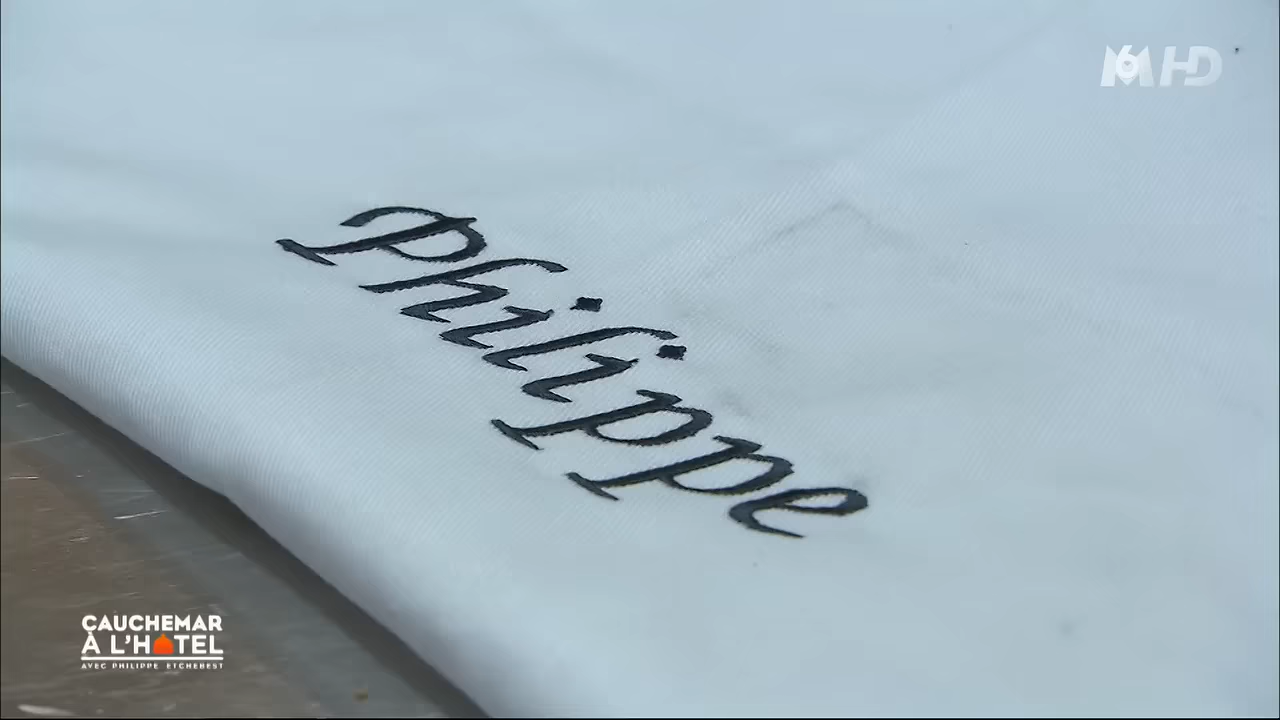 M6 HD
Philippe
CAUCHEMAR
À L'HÔTEL
AVEC PHILIPPE ETCHEBEST